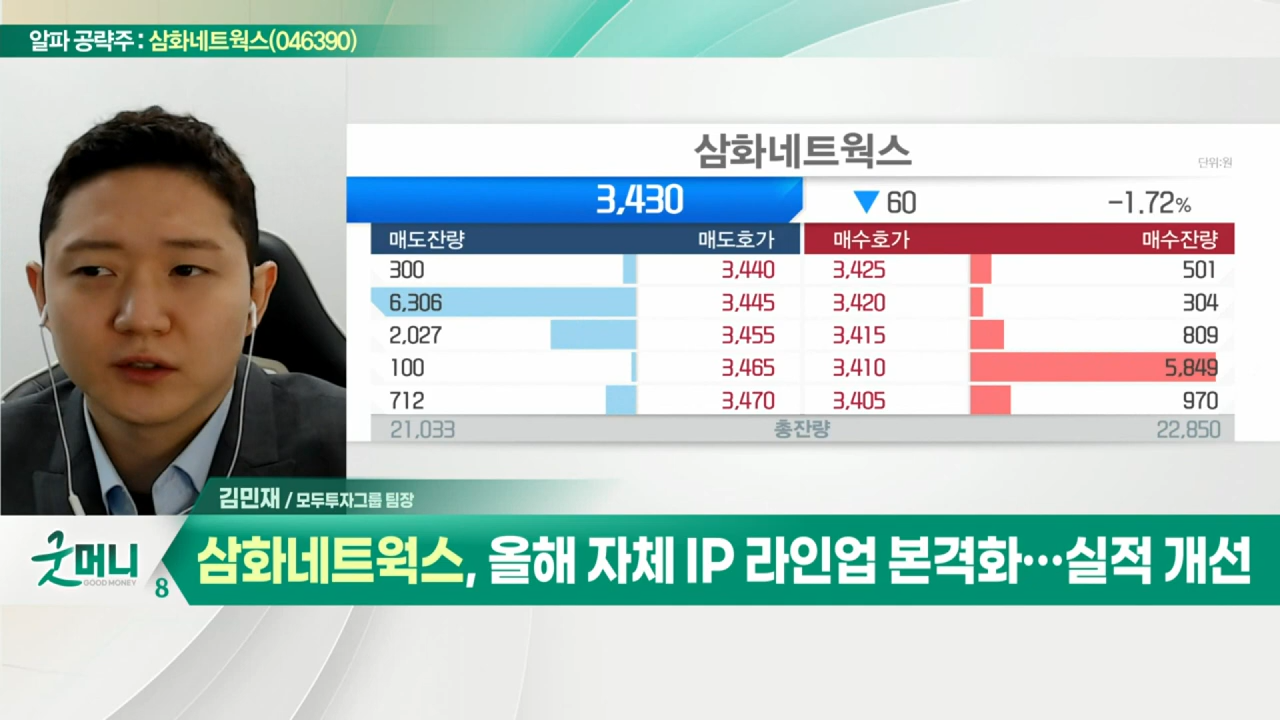 알파 공략주 : 삼화네트웍스(046390)
삼화네트웍스
단위:원
3,430 ▼ 60 -1.72%
매도잔량 매도호가 매수호가 매수잔량
300 3,440 3,425 501
6,306 3,445 3,420 304
2,027 3,455 3,415 809
100 3,465 3,410 5,849
712 3,470 3,405 970
21,033 총잔량 22,850
김민재 / 모두투자그룹 팀장
굿머니
GOOD MONEY
8
삼화네트웍스, 올해 자체 IP 라인업 본격화…실적 개선